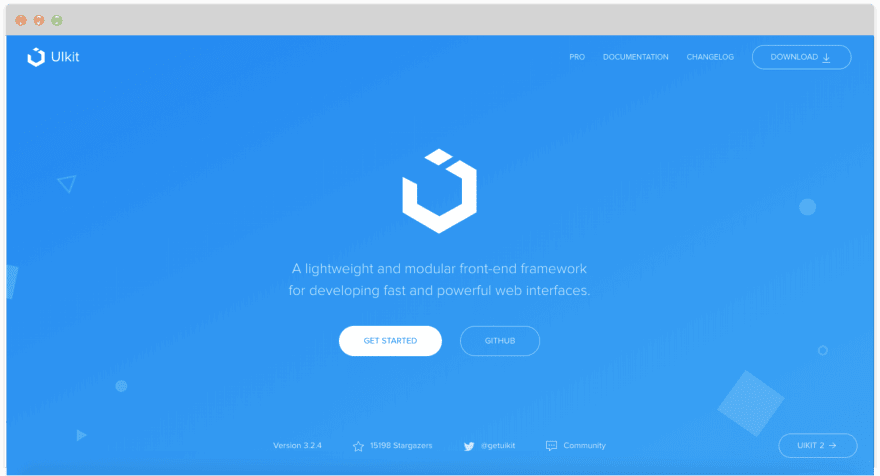 UIkit
PRO
DOCUMENTATION
CHANGELOG
DOWNLOAD
A lightweight and modular front-end framework
for developing fast and powerful web interfaces.
GET STARTED
GITHUB
Version 3.2.4
15198 Stargazers
@getuikit
Community
UIKIT 2